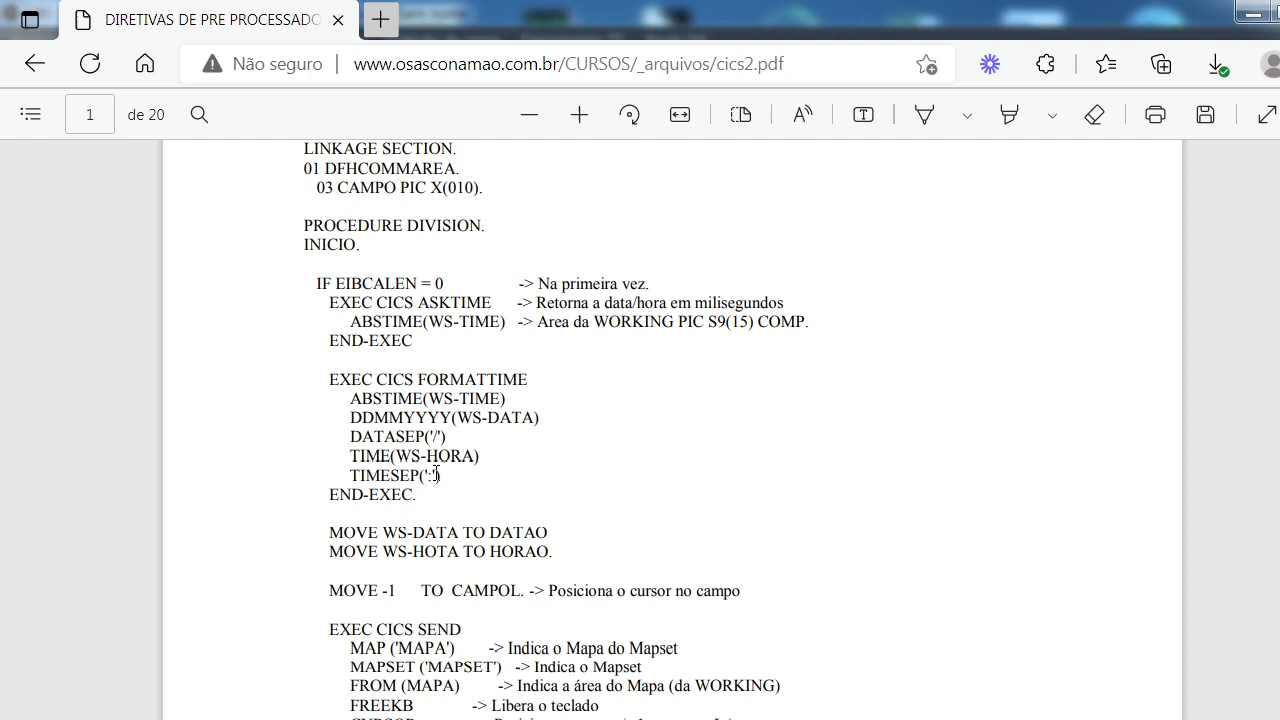 DIRETIVAS DE PRE PROCESSADO
Não seguro | www.osasconamao.com.br/CURSOS/_arquivos/cics2.pdf
1 de 20
LINKAGE SECTION.
01 DFHCOMMAREA.
03 CAMPO PIC X(010).
PROCEDURE DIVISION.
INICIO.
IF EIBCALEN = 0 -> Na primeira vez.
EXEC CICS ASKTIME -> Retorna a data/hora em milisegundos
ABSTIME(WS-TIME) -> Area da WORKING PIC S9(15) COMP.
END-EXEC
EXEC CICS FORMATTIME
ABSTIME(WS-TIME)
DDMMYYYY(WS-DATA)
DATASEP('/')
TIME(WS-HORA)
TIMESEP(':')
END-EXEC.
MOVE WS-DATA TO DATAO
MOVE WS-HOTA TO HORAO.
MOVE -1 TO CAMPOL. -> Posiciona o cursor no campo
EXEC CICS SEND
MAP ('MAPA') -> Indica o Mapa do Mapset
MAPSET ('MAPSET') -> Indica o Mapset
FROM (MAPA) -> Indica a área do Mapa (da WORKING)
FREEKB -> Libera o teclado